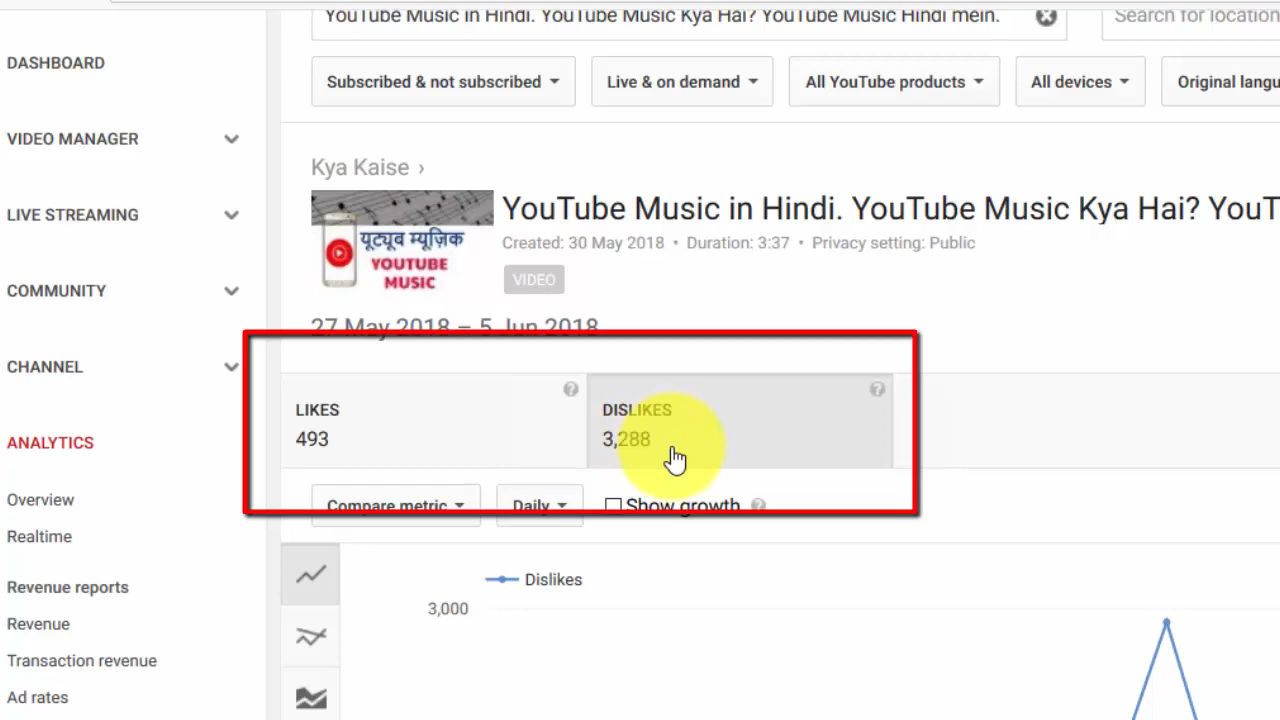 YouTube Music in Hindi. YouTube Music Kya Hai? YouTube Music Hindi mein.
Search for location
DASHBOARD
Subscribed & not subscribed
Live & on demand
All YouTube products
All devices
Original langu
VIDEO MANAGER
LIVE STREAMING
COMMUNITY
CHANNEL
ANALYTICS
Overview
Realtime
Revenue reports
Revenue
Transaction revenue
Ad rates
Kya Kaise ›
यूट्यूब म्यूज़िक
YOUTUBE
MUSIC
YouTube Music in Hindi. YouTube Music Kya Hai? YouT
Created: 30 May 2018 • Duration: 3:37 • Privacy setting: Public
VIDEO
27 May 2018 – 5 Jun 2018
LIKES
493
DISLIKES
3,288
Compare metric
Daily
Show growth
Dislikes
3,000